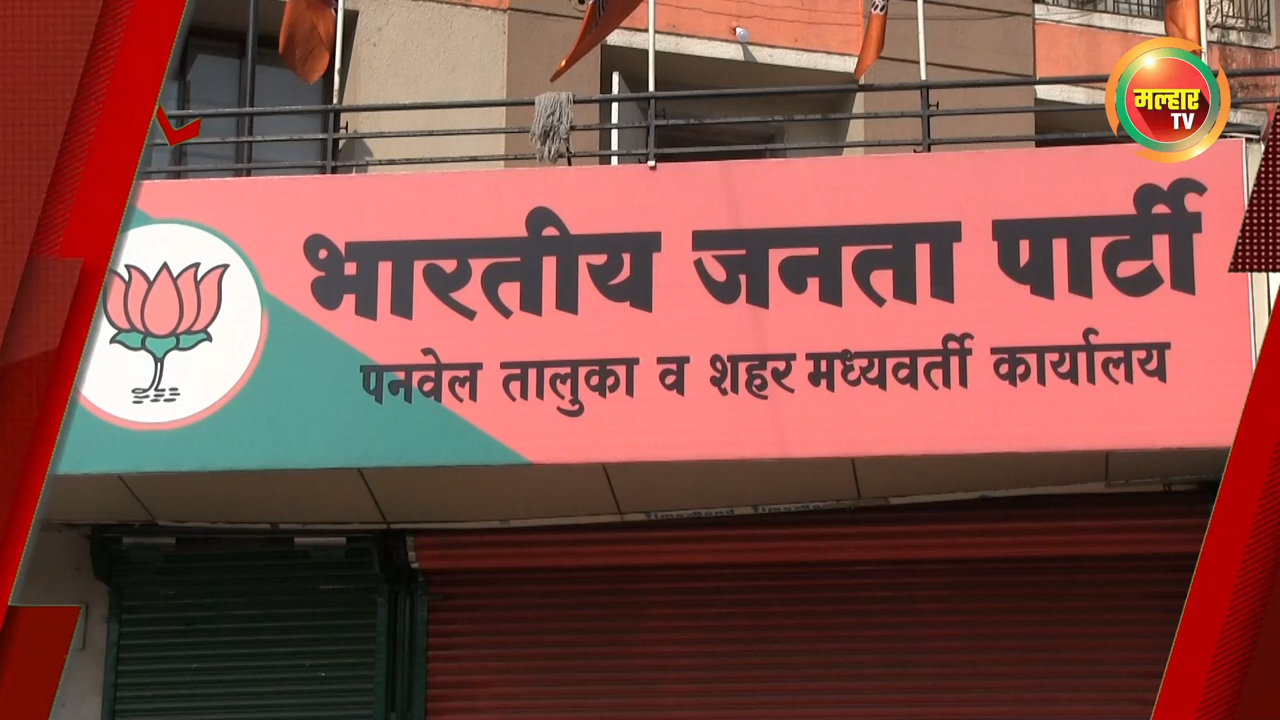 मल्हार
TV
भारतीय जनता पार्टी
पनवेल तालुका व शहर मध्यवर्ती कार्यालय